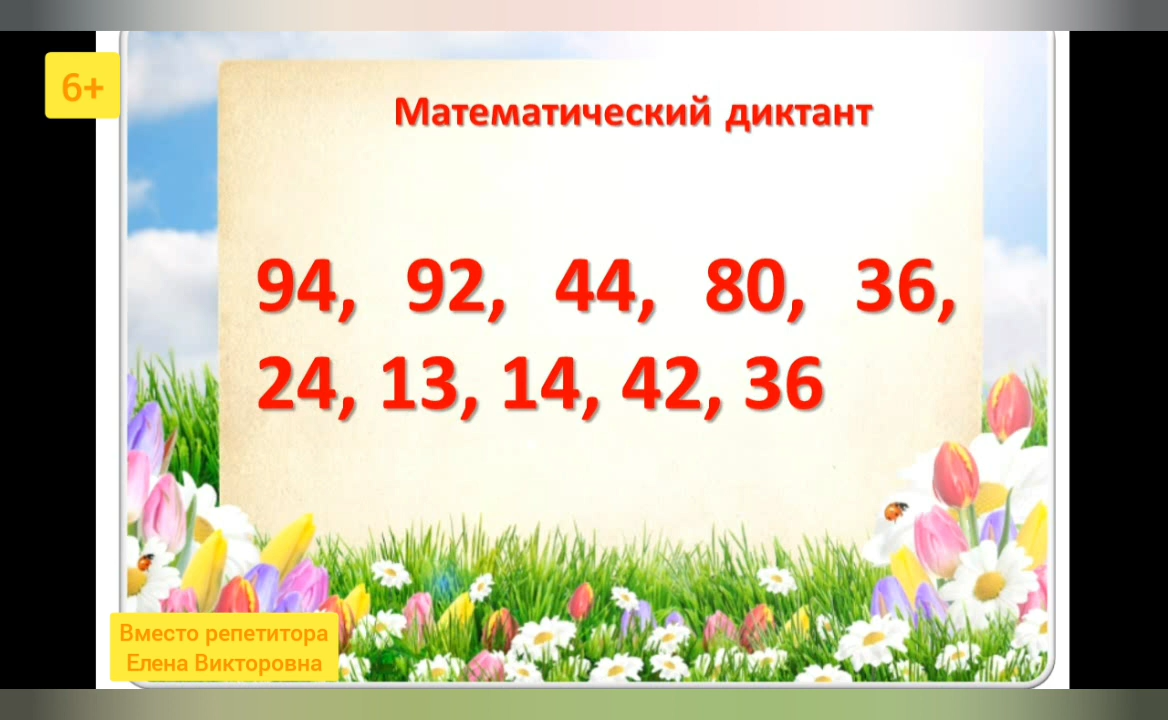 6+
Математический диктант
94, 92, 44, 80, 36,
24, 13, 14, 42, 36
Вместо репетитора
Елена Викторовна